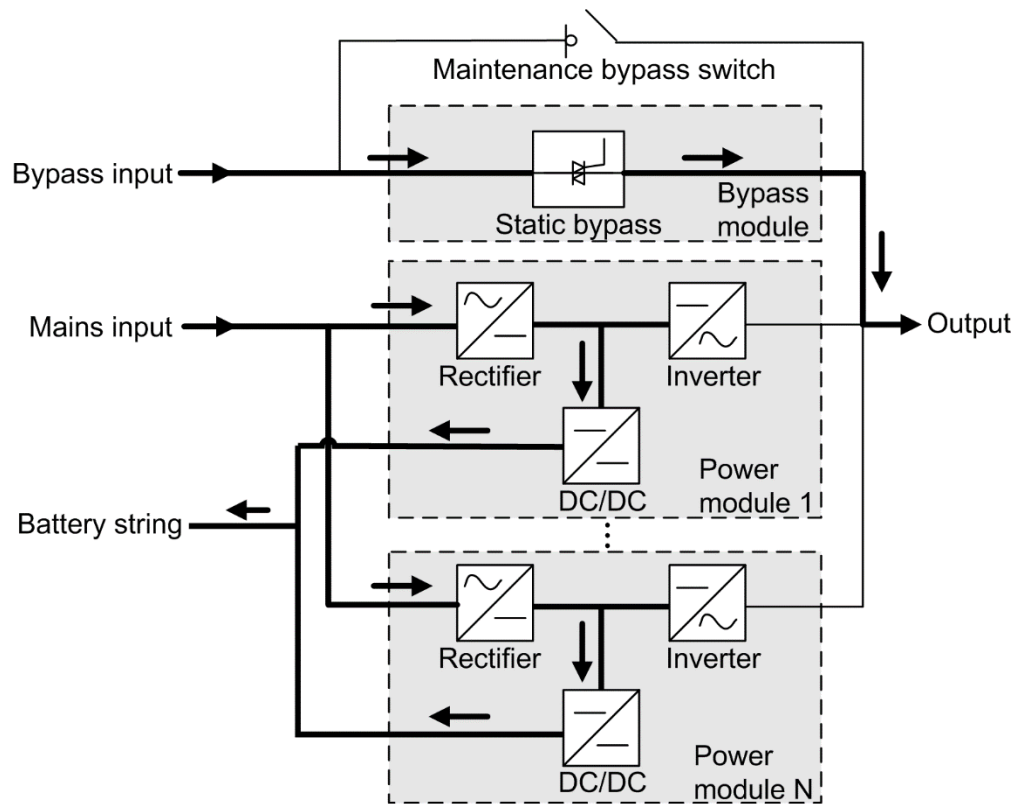 Maintenance bypass switch
Bypass input
Static bypass
Bypass
module
Mains input
Rectifier
Inverter
Output
DC/DC
Power
module 1
Battery string
Rectifier
Inverter
DC/DC
Power
module N